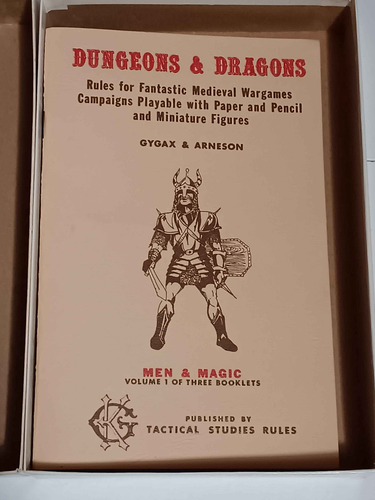 DUNGEONS & DRAGONS
Rules for Fantastic Medieval Wargames
Campaigns Playable with Paper and Pencil
and Miniature Figures
GYGAX & ARNESON
MEN & MAGIC
VOLUME 1 OF THREE BOOKLETS
GK
PUBLISHED BY
TACTICAL STUDIES RULES